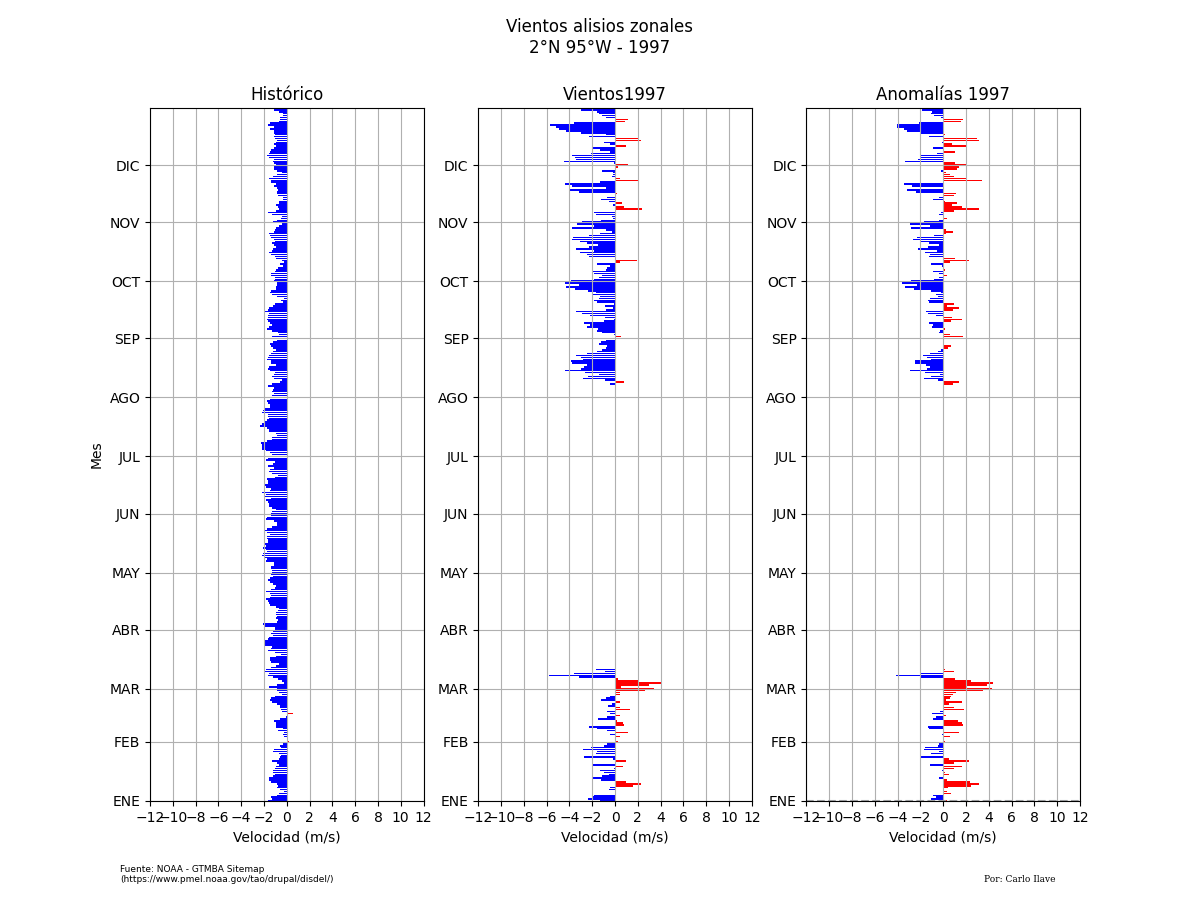 Vientos alisios zonales
2°N 95°W - 1997
Histórico
Vientos1997
Anomalías 1997
Mes
DIC
NOV
OCT
SEP
AGO
JUL
JUN
MAY
ABR
MAR
FEB
ENE
−12 −10 −8 −6 −4 −2 0 2 4 6 8 10 12
Velocidad (m/s)
DIC
NOV
OCT
SEP
AGO
JUL
JUN
MAY
ABR
MAR
FEB
ENE
−12 −10 −8 −6 −4 −2 0 2 4 6 8 10 12
Velocidad (m/s)
DIC
NOV
OCT
SEP
AGO
JUL
JUN
MAY
ABR
MAR
FEB
ENE
−12 −10 −8 −6 −4 −2 0 2 4 6 8 10 12
Velocidad (m/s)
Fuente: NOAA - GTMBA Sitemap
(https://www.pmel.noaa.gov/tao/drupal/disdel/)
Por: Carlo Ilave